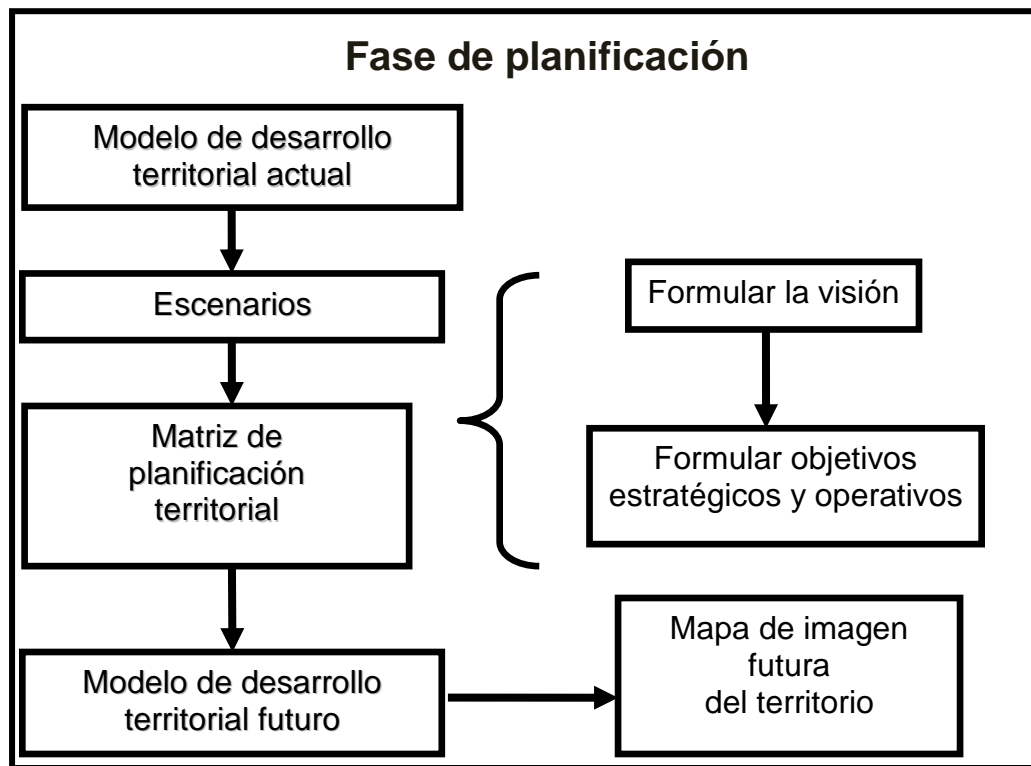 Fase de planificación
Modelo de desarrollo
territorial actual
Escenarios
Formular la visión
Matriz de
planificación
territorial
Formular objetivos
estratégicos y operativos
Modelo de desarrollo
territorial futuro
Mapa de imagen
futura
del territorio